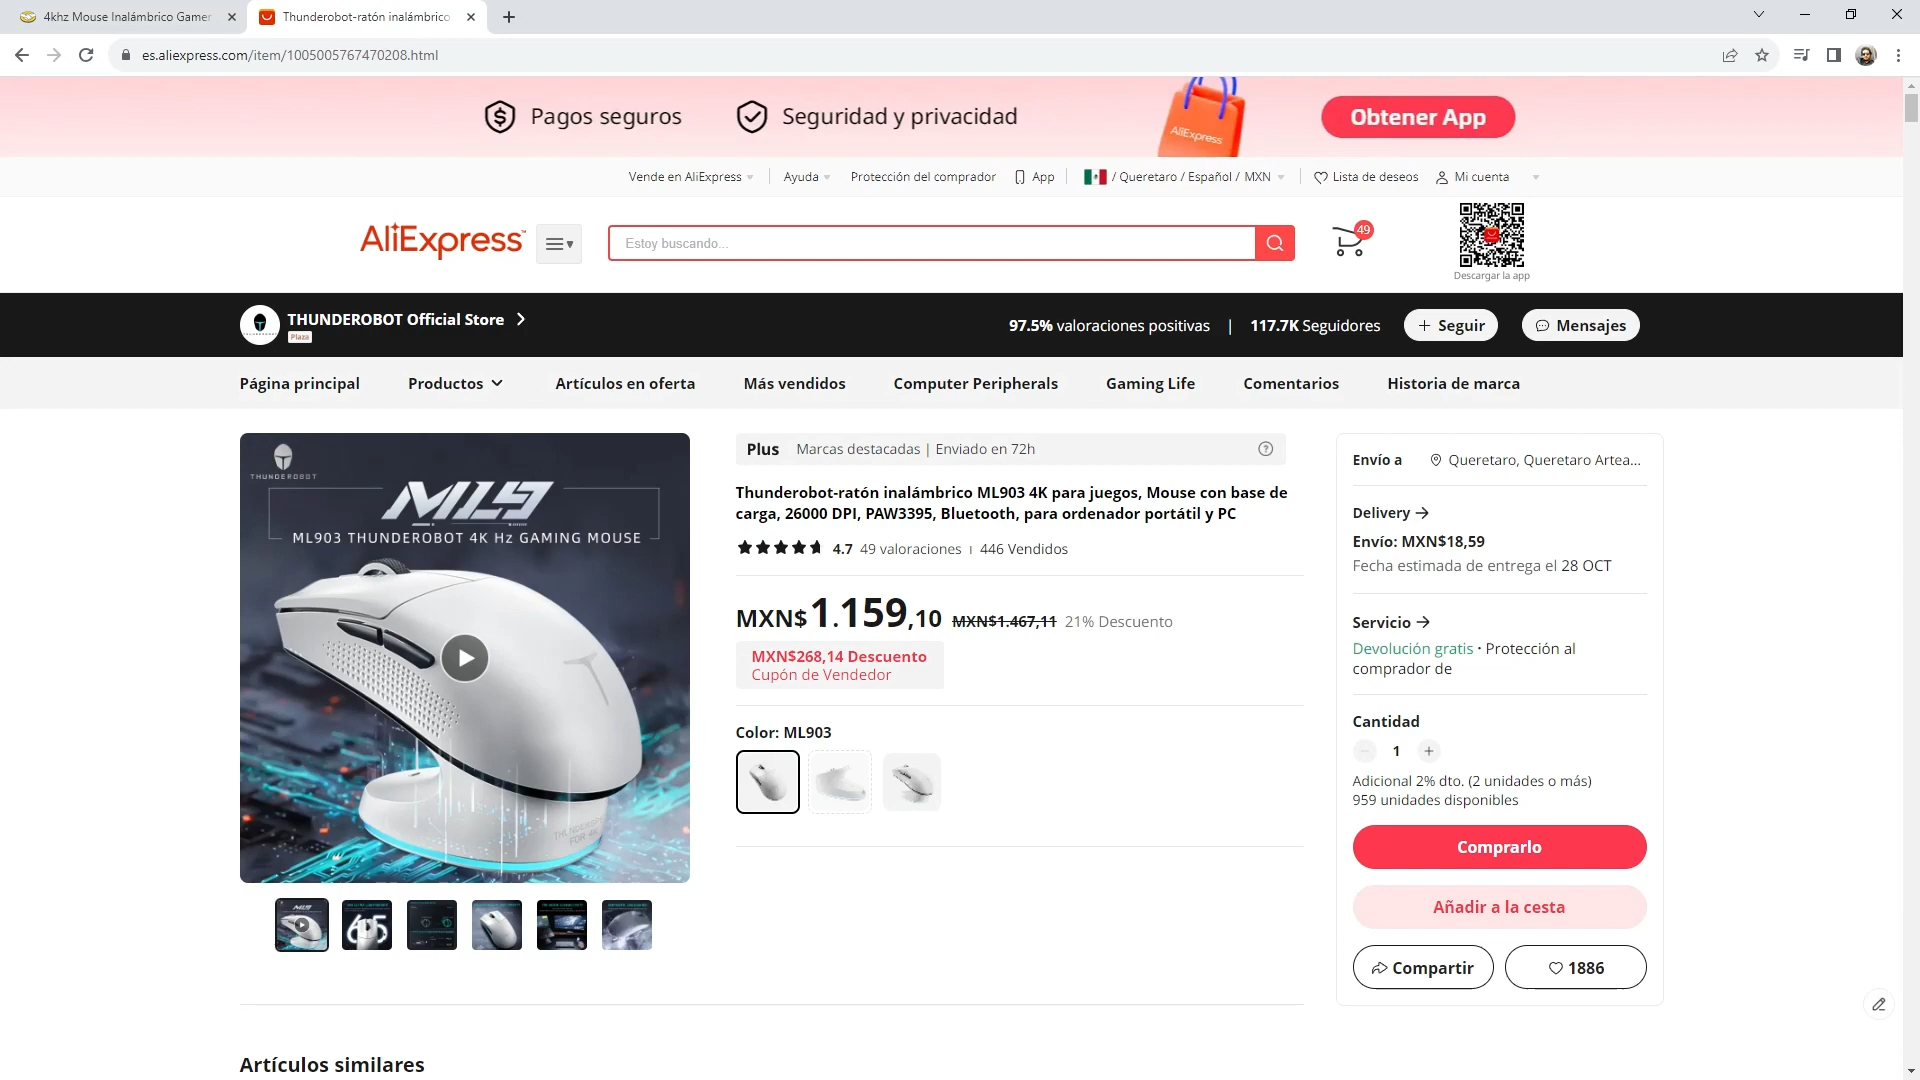 4khz Mouse Inalámbrico Gamer
Thunderobot-ratón inalámbrico
es.aliexpress.com/item/1005005767470208.html
Pagos seguros
Seguridad y privacidad
AliExpress
Obtener App
Vende en AliExpress
Ayuda
Protección del comprador
App
/ Queretaro / Español / MXN
Lista de deseos
Mi cuenta
AliExpress
Estoy buscando...
49
Descargar la app
THUNDEROBOT Official Store
Plaza
97.5% valoraciones positivas | 117.7K Seguidores
+ Seguir
Mensajes
Página principal
Productos
Artículos en oferta
Más vendidos
Computer Peripherals
Gaming Life
Comentarios
Historia de marca
THUNDEROBOT
ML9
ML903 THUNDEROBOT 4K Hz GAMING MOUSE
Plus Marcas destacadas | Enviado en 72h
Thunderobot-ratón inalámbrico ML903 4K para juegos, Mouse con base de
carga, 26000 DPI, PAW3395, Bluetooth, para ordenador portátil y PC
4.7 49 valoraciones | 446 Vendidos
MXN$1.159,10 MXN$1.467,11 21% Descuento
MXN$268,14 Descuento
Cupón de Vendedor
Color: ML903
Envío a
Queretaro, Queretaro Artea...
Delivery
Envío: MXN$18,59
Fecha estimada de entrega el 28 OCT
Servicio
Devolución gratis · Protección al
comprador de
Cantidad
1
Adicional 2% dto. (2 unidades o más)
959 unidades disponibles
Comprarlo
Añadir a la cesta
Compartir
1886
Artículos similares